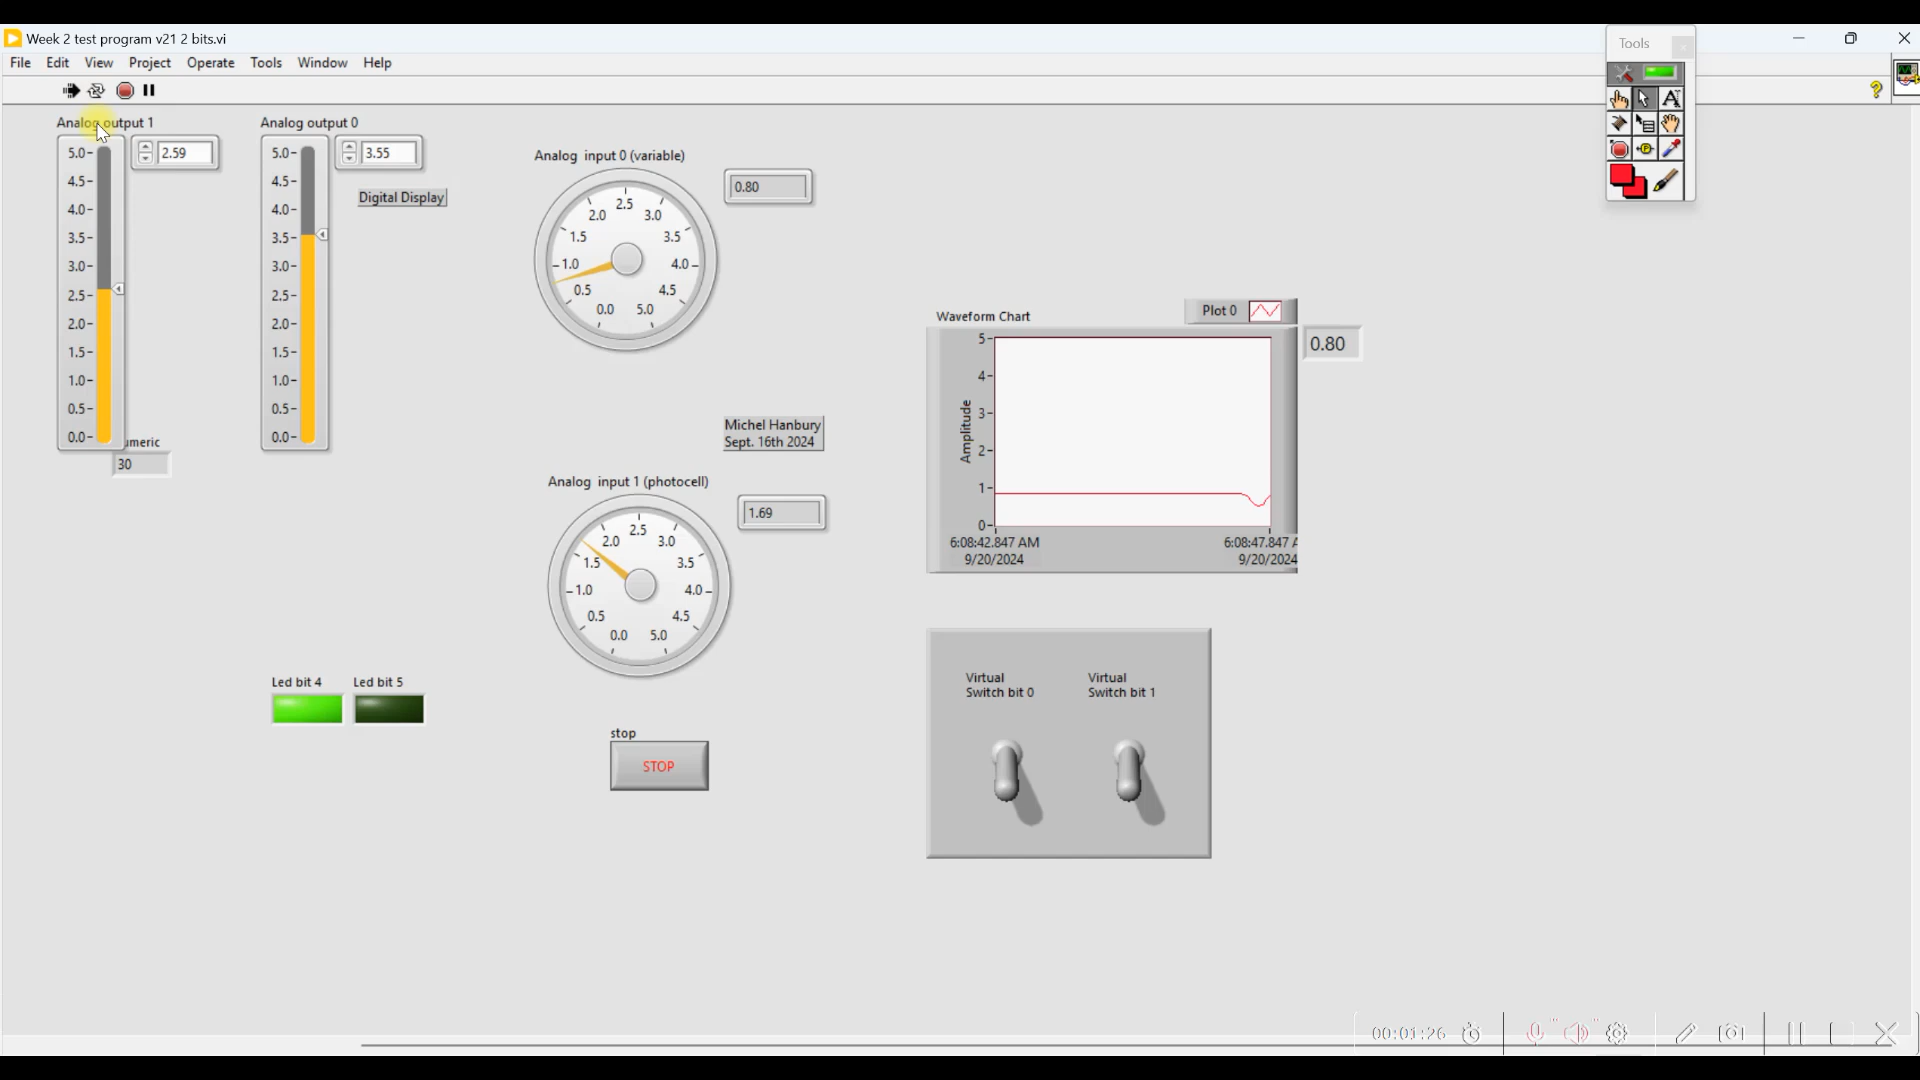 Week 2 test program v21 2 bits.vi
Tools
File Edit View Project Operate Tools Window Help
Analog output 1
Analog output 0
5.0
4.5
4.0
3.5
3.0
2.5
2.0
1.5
1.0
0.5
0.0
2.59
5.0
4.5
4.0
3.5
3.0
2.5
2.0
1.5
1.0
0.5
0.0
3.55
Digital Display
umeric
30
Analog input 0 (variable)
0.80
0.0
0.5
1.0
1.5
2.0
2.5
3.0
3.5
4.0
4.5
5.0
Michel Hanbury
Sept. 16th 2024
Analog input 1 (photocell)
1.69
0.0
0.5
1.0
1.5
2.0
2.5
3.0
3.5
4.0
4.5
5.0
Waveform Chart
Plot 0
0.80
Amplitude
5
4
3
2
1
0
6:08:42.847 AM
9/20/2024
6:08:47.847 A
9/20/2024
Led bit 4
Led bit 5
stop
STOP
Virtual
Switch bit 0
Virtual
Switch bit 1
00:01:26